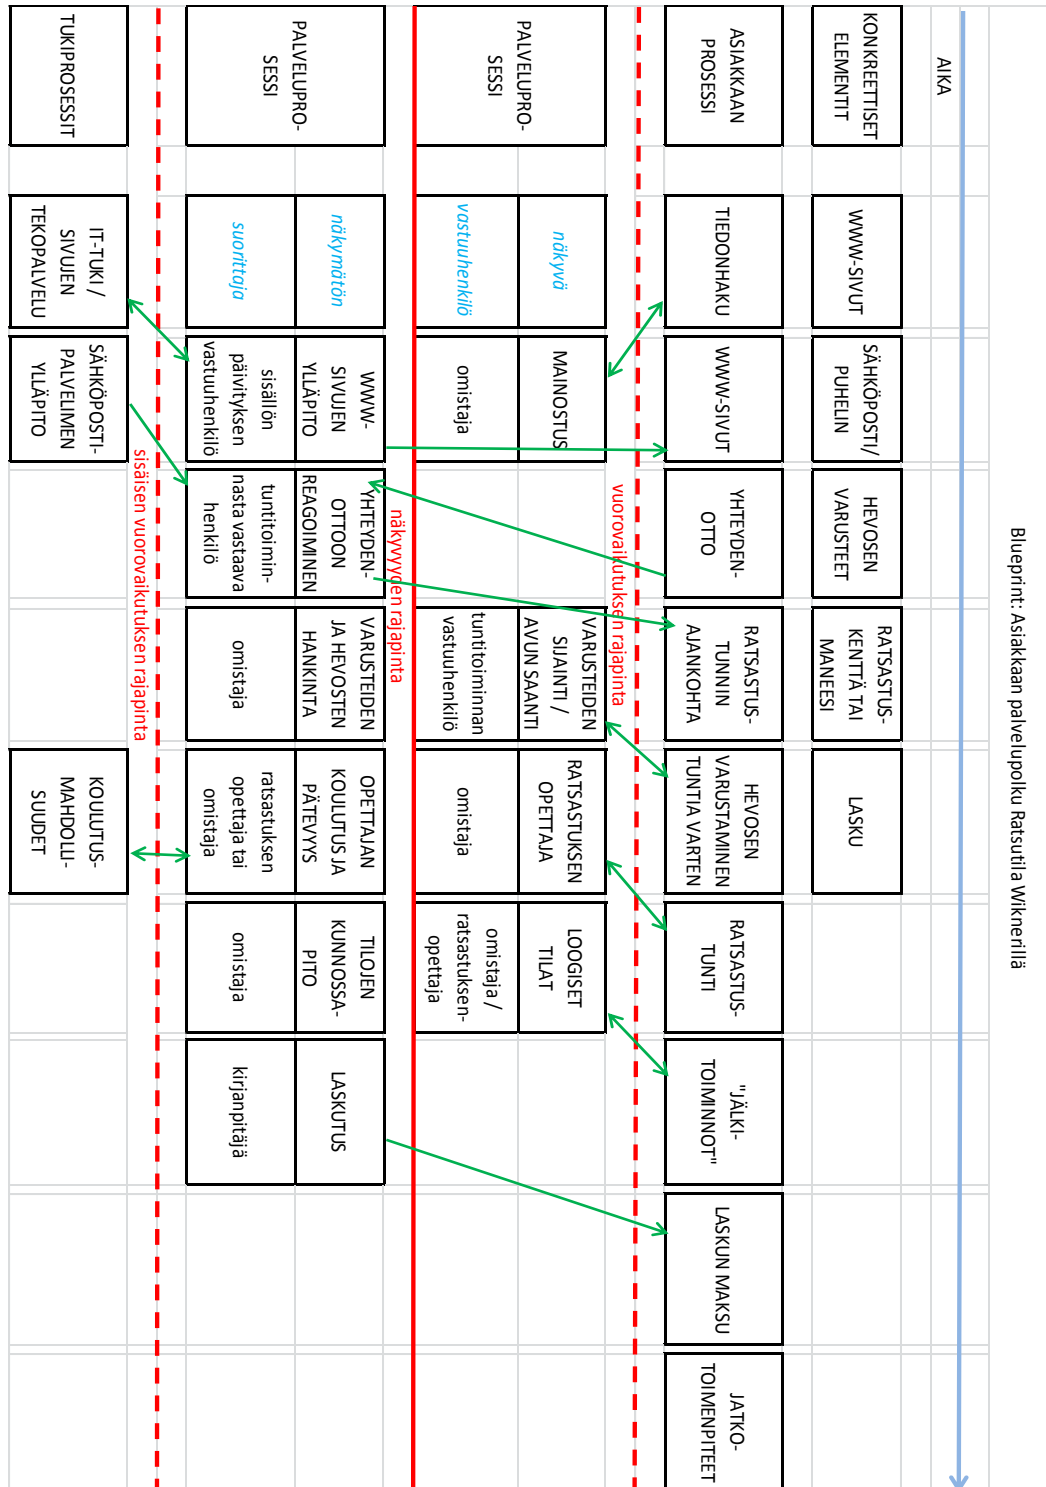 Blueprint: Asiakkaan palvelupolku Ratsutila Wiknerillä
AIKA
KONKREETTISET
ELEMENTIT
WWW-SIVUT
SÄHKÖPOSTI/
PUHELIN
HEVOSEN
VARUSTEET
RATSASTUS-
KENTTÄ TAI
MANEESI
LASKU
ASIAKKAAN
PROSESSI
TIEDONHAKU
WWW-SIVUT
YHTEYDEN-
OTTO
RATSASTUS-
TUNNIN
AJANKOHTA
HEVOSEN
VARUSTAMINEN
TUNTIA VARTEN
RATSASTUS-
TUNTI
"JÄLKI-
TOIMINNOT"
LASKUN MAKSU
JATKO-
TOIMENPITEET
vuorovaikutuksen rajapinta
PALVELUPRO-
SESSI
näkyvä
MAINOSTUS
VARUSTEIDEN
SIJAINTI /
AVUN SAANTI
RATSASTUKSEN
OPETTAJA
LOOGISET
TILAT
vastuuhenkilö
omistaja
tuntitoiminnan
vastuuhenkilö
omistaja
omistaja /
ratsastuksen-
opettaja
näkyvyyden rajapinta
PALVELUPRO-
SESSI
näkymätön
WWW-
SIVUJEN
YLLÄPITO
YHTEYDEN-
OTTOON
REAGOIMINEN
VARUSTEIDEN
JA HEVOSTEN
HANKINTA
OPETTAJAN
KOULUTUS JA
PÄTEVYYS
TILOJEN
KUNNOSSA-
PITO
LASKUTUS
suorittaja
sisällön
päivityksen
vastuuhenkilö
tuntitoimin-
nasta vastaava
henkilö
omistaja
ratsastuksen
opettaja tai
omistaja
omistaja
kirjanpitäjä
sisäisen vuorovaikutuksen rajapinta
TUKIPROSESSIT
IT-TUKI /
SIVUJEN
TEKOPALVELU
SÄHKÖPOSTI-
PALVELIMEN
YLLÄPITO
KOULUTUS-
MAHDOLLI-
SUUDET